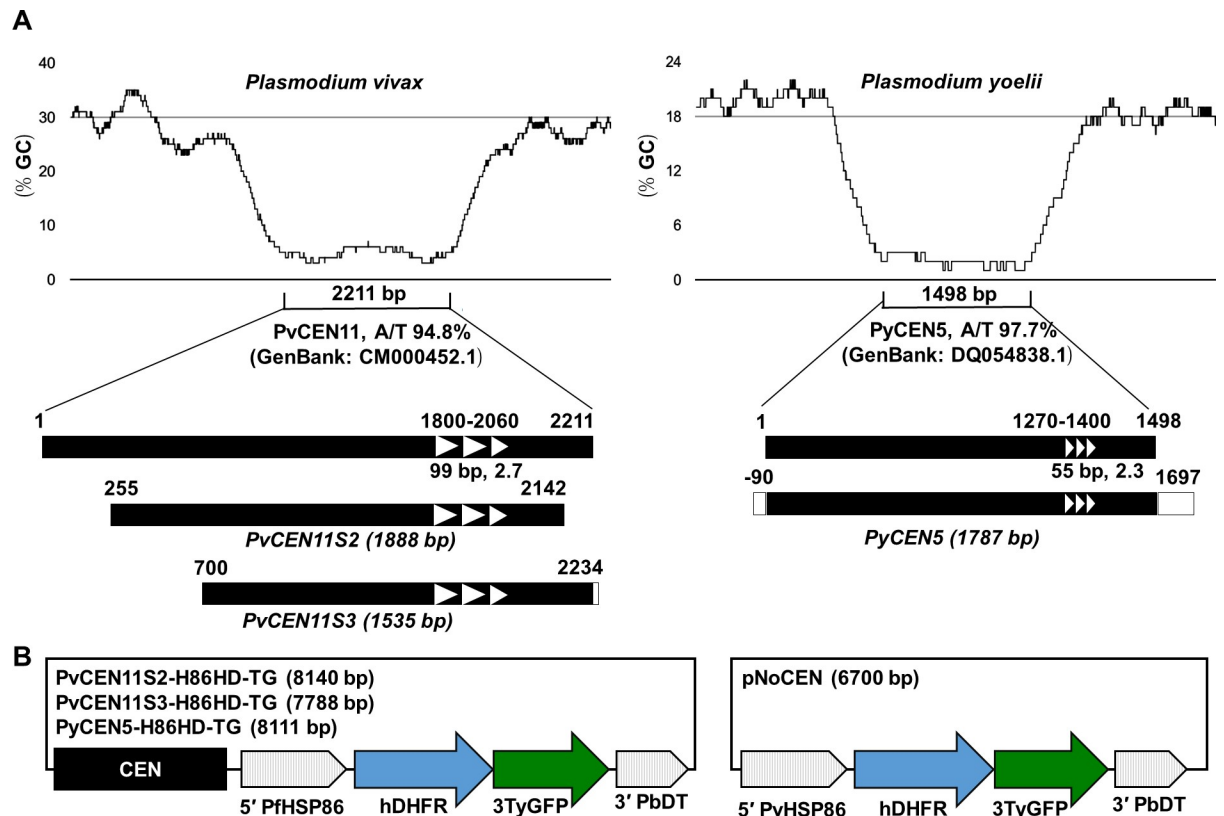 A
Plasmodium vivax
40
30
20
10
0
(% GC)
2211 bp
PvCEN11, A/T 94.8%
(GenBank: CM000452.1)
1
1800-2060
2211
99 bp, 2.7
255
2142
PvCEN11S2 (1888 bp)
700
2234
PvCEN11S3 (1535 bp)
Plasmodium yoelii
24
18
12
6
0
(% GC)
1498 bp
PyCEN5, A/T 97.7%
(GenBank: DQ054838.1)
1
1270-1400
1498
55 bp, 2.3
-90
1697
PyCEN5 (1787 bp)
B
PvCEN11S2-H86HD-TG (8140 bp)
PvCEN11S3-H86HD-TG (7788 bp)
PyCEN5-H86HD-TG (8111 bp)
CEN
5′ PfHSP86
hDHFR
3TyGFP
3′ PbDT
pNoCEN (6700 bp)
5′ PvHSP86
hDHFR
3TyGFP
3′ PbDT